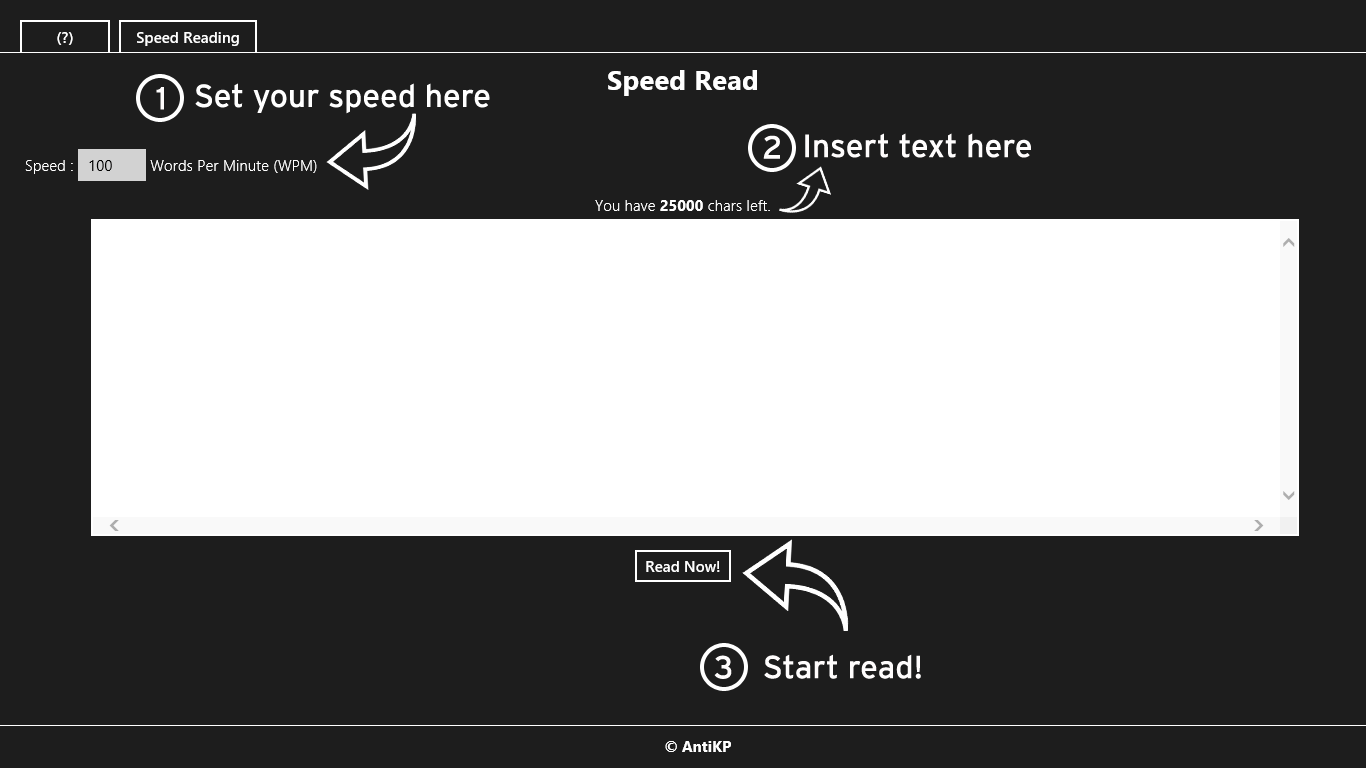 (?)
Speed Reading
Speed Read
1 Set your speed here
2 Insert text here
Speed : 100 Words Per Minute (WPM)
You have 25000 chars left.
Read Now!
3 Start read!
© AntiKP